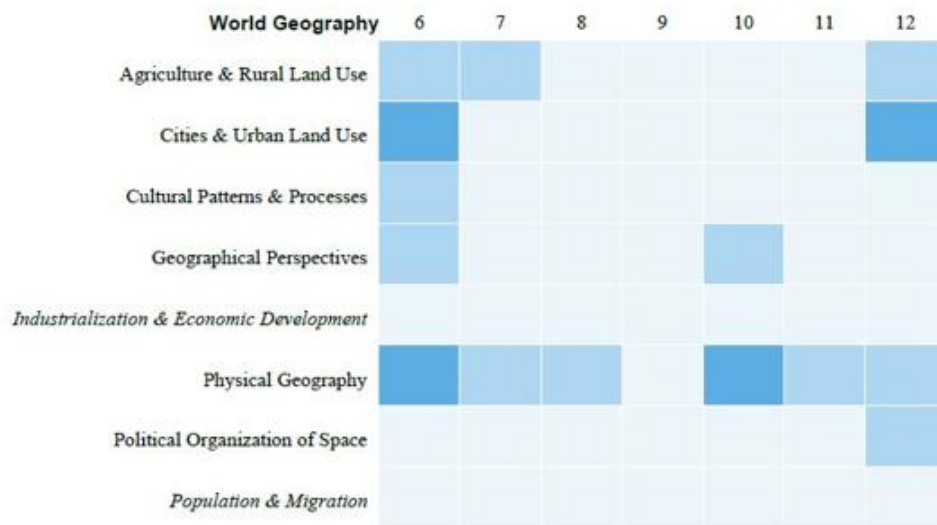 World Geography 6 7 8 9 10 11 12
Agriculture & Rural Land Use
Cities & Urban Land Use
Cultural Patterns & Processes
Geographical Perspectives
Industrialization & Economic Development
Physical Geography
Political Organization of Space
Population & Migration